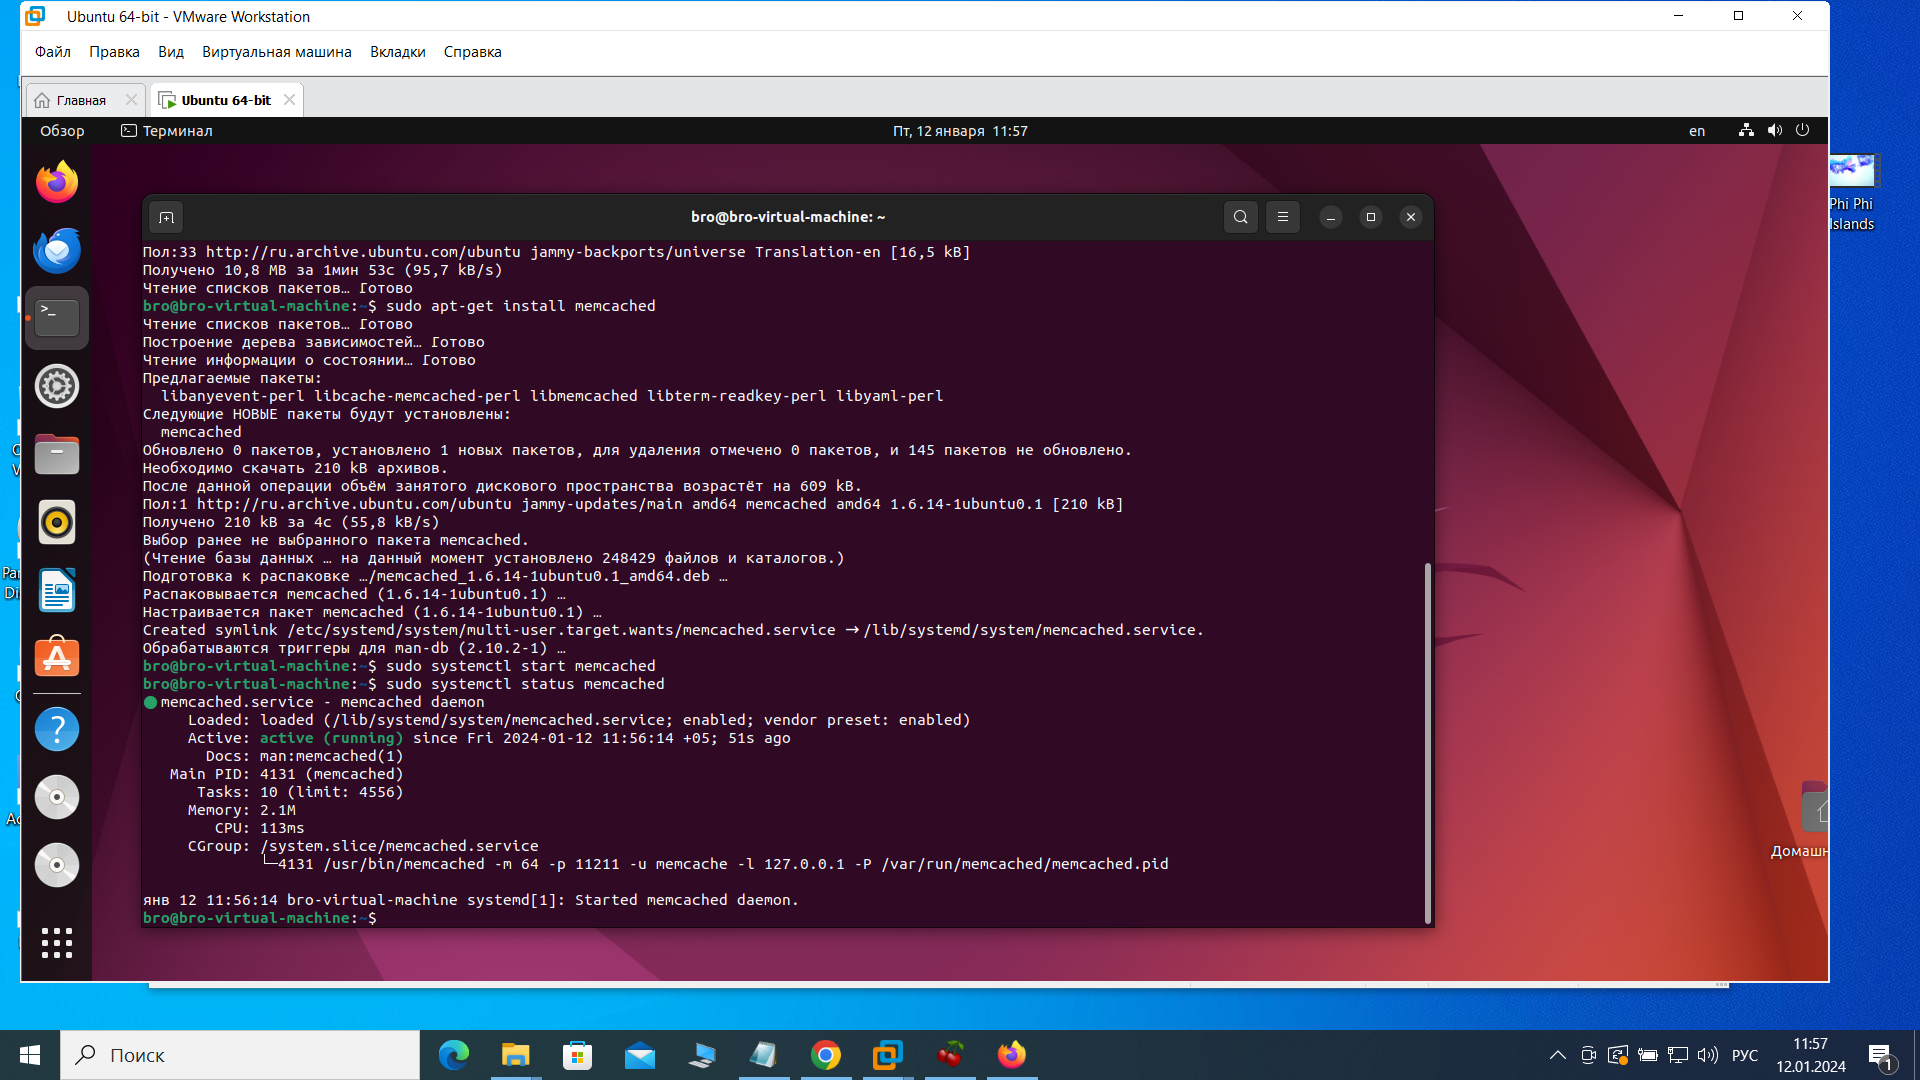 Ubuntu 64-bit - VMware Workstation
Файл Правка Вид Виртуальная машина Вкладки Справка
Главная
Ubuntu 64-bit
Обзор Терминал Пт, 12 января 11:57 en
bro@bro-virtual-machine: ~
Пол:33 http://ru.archive.ubuntu.com/ubuntu jammy-backports/universe Translation-en [16,5 kB]
Получено 10,8 MB за 1мин 53с (95,7 kB/s)
Чтение списков пакетов… Готово
bro@bro-virtual-machine:~$ sudo apt-get install memcached
Чтение списков пакетов… Готово
Построение дерева зависимостей… Готово
Чтение информации о состоянии… Готово
Предлагаемые пакеты:
libanyevent-perl libcache-memcached-perl libmemcached libterm-readkey-perl libyaml-perl
Следующие НОВЫЕ пакеты будут установлены:
memcached
Обновлено 0 пакетов, установлено 1 новых пакетов, для удаления отмечено 0 пакетов, и 145 пакетов не обновлено.
Необходимо скачать 210 kB архивов.
После данной операции объём занятого дискового пространства возрастёт на 609 kB.
Пол:1 http://ru.archive.ubuntu.com/ubuntu jammy-updates/main amd64 memcached amd64 1.6.14-1ubuntu0.1 [210 kB]
Получено 210 kB за 4с (55,8 kB/s)
Выбор ранее не выбранного пакета memcached.
(Чтение базы данных … на данный момент установлено 248429 файлов и каталогов.)
Подготовка к распаковке …/memcached_1.6.14-1ubuntu0.1_amd64.deb …
Распаковывается memcached (1.6.14-1ubuntu0.1) …
Настраивается пакет memcached (1.6.14-1ubuntu0.1) …
Created symlink /etc/systemd/system/multi-user.target.wants/memcached.service → /lib/systemd/system/memcached.service.
Обрабатываются триггеры для man-db (2.10.2-1) …
bro@bro-virtual-machine:~$ sudo systemctl start memcached
bro@bro-virtual-machine:~$ sudo systemctl status memcached
● memcached.service - memcached daemon
Loaded: loaded (/lib/systemd/system/memcached.service; enabled; vendor preset: enabled)
Active: active (running) since Fri 2024-01-12 11:56:14 +05; 51s ago
Docs: man:memcached(1)
Main PID: 4131 (memcached)
Tasks: 10 (limit: 4556)
Memory: 2.1M
CPU: 113ms
CGroup: /system.slice/memcached.service
└─4131 /usr/bin/memcached -m 64 -p 11211 -u memcache -l 127.0.0.1 -P /var/run/memcached/memcached.pid
янв 12 11:56:14 bro-virtual-machine systemd[1]: Started memcached daemon.
bro@bro-virtual-machine:~$
Phi Phi
Islands
Домашн
Поиск
РУС
11:57
12.01.2024
1